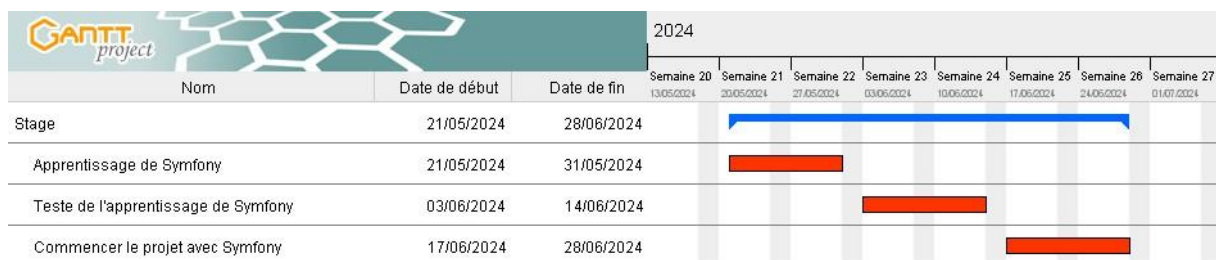 GANTT
project
2024
Nom Date de début Date de fin
Semaine 20 Semaine 21 Semaine 22 Semaine 23 Semaine 24 Semaine 25 Semaine 26 Semaine 27
13/05/2024 20/05/2024 27/05/2024 03/06/2024 10/06/2024 17/06/2024 24/06/2024 01/07/2024
Stage 21/05/2024 28/06/2024
Apprentissage de Symfony 21/05/2024 31/05/2024
Teste de l'apprentissage de Symfony 03/06/2024 14/06/2024
Commencer le projet avec Symfony 17/06/2024 28/06/2024